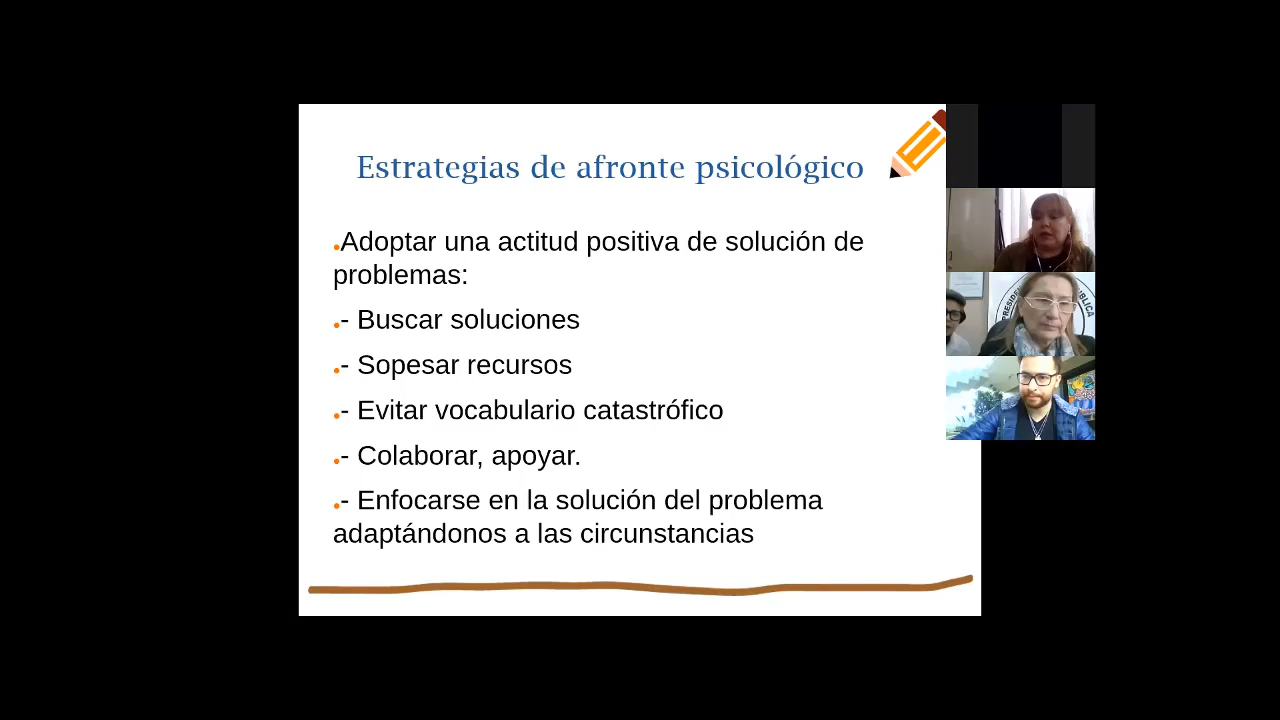 Estrategias de afronte psicológico
•Adoptar una actitud positiva de solución de
problemas:
•- Buscar soluciones
•- Sopesar recursos
•- Evitar vocabulario catastrófico
•- Colaborar, apoyar.
•- Enfocarse en la solución del problema
adaptándonos a las circunstancias